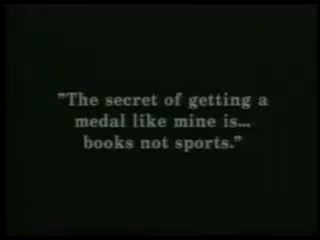 "The secret of getting a
medal like mine is...
books not sports."